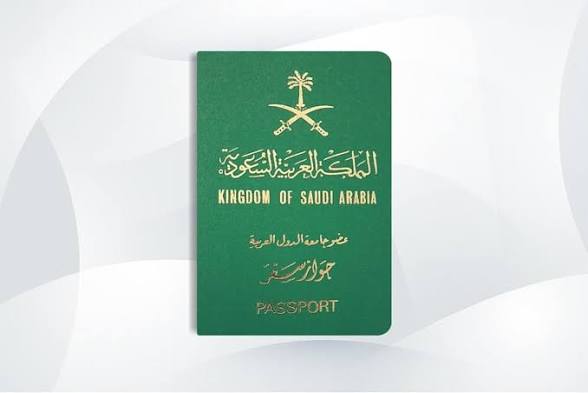 المملكة العربية السعودية
KINGDOM OF SAUDI ARABIA
عضو جامعة الدول العربية
جواز سفر
PASSPORT